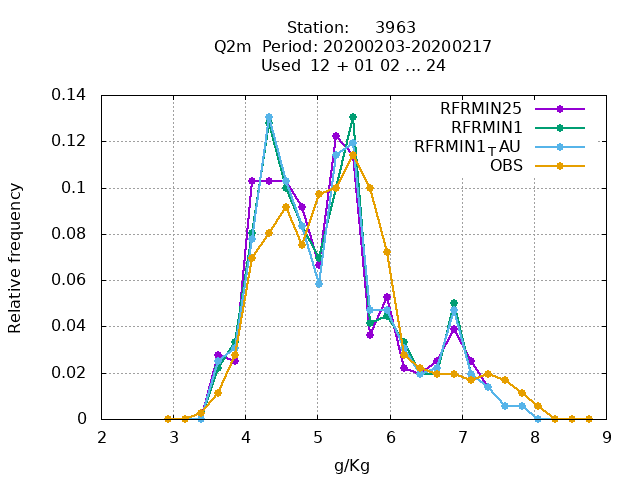 Station:     3963
Q2m  Period: 20200203-20200217
Used  12 + 01 02 ... 24
0.14
0.12
0.1
0.08
0.06
0.04
0.02
0
Relative frequency
RFRMIN25
RFRMIN1
RFRMIN1TAU
OBS
2 3 4 5 6 7 8 9
g/Kg